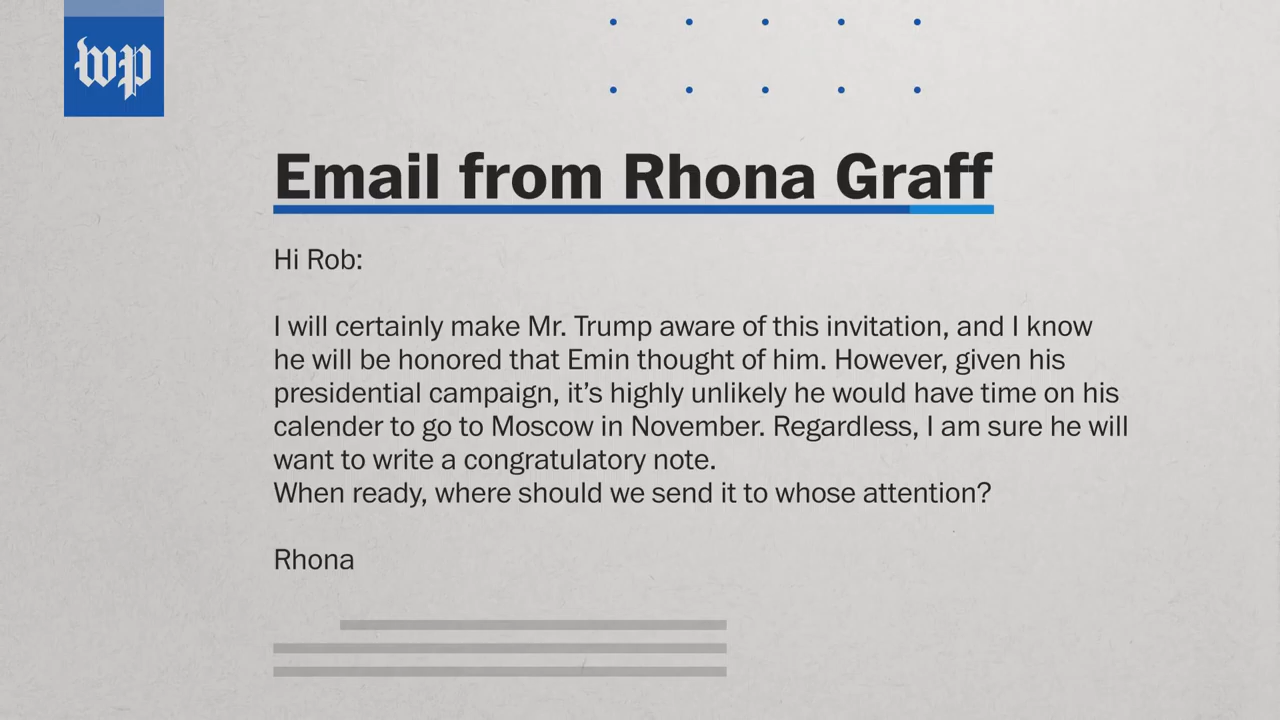 wp
Email from Rhona Graff
Hi Rob:
I will certainly make Mr. Trump aware of this invitation, and I know
he will be honored that Emin thought of him. However, given his
presidential campaign, it’s highly unlikely he would have time on his
calender to go to Moscow in November. Regardless, I am sure he will
want to write a congratulatory note.
When ready, where should we send it to whose attention?
Rhona